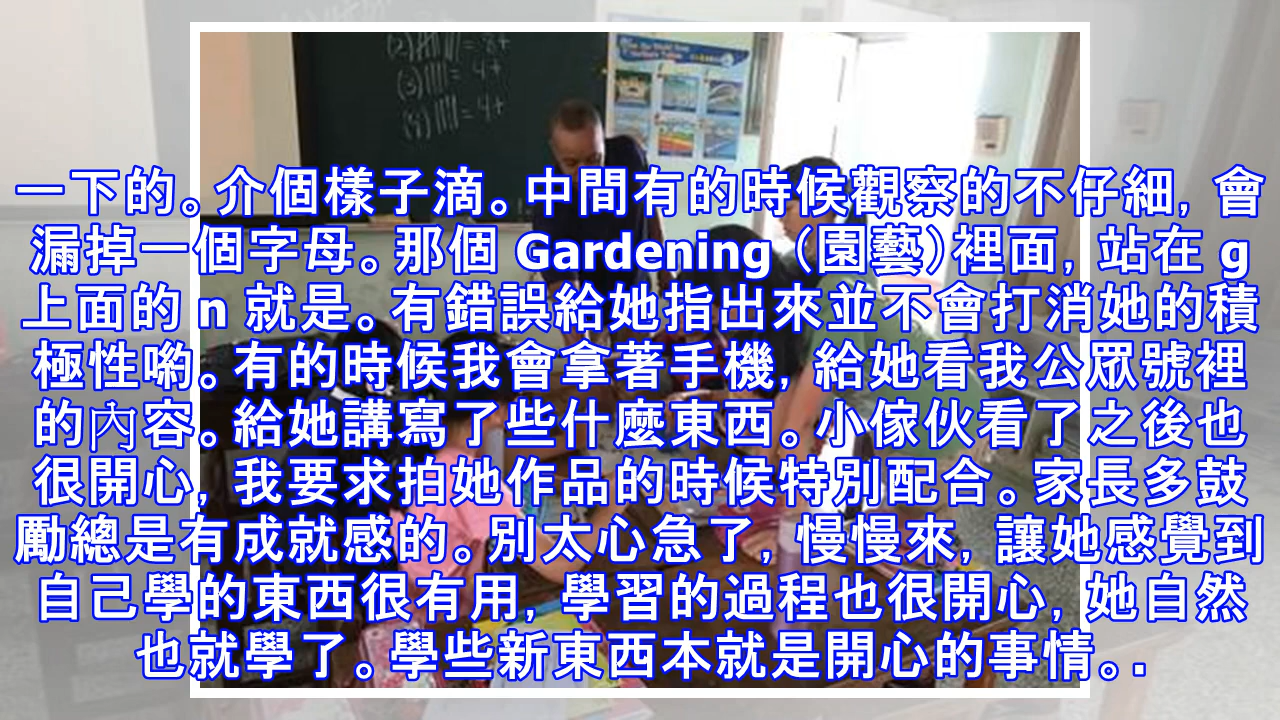 (2) |||| = 8+
(3) |||| = 4+
(8) |||| = 4+
一下的。介個樣子滴。中間有的時候觀察的不仔細, 會
漏掉一個字母。那個 Gardening (園藝)裡面, 站在 g
上面的 n 就是。有錯誤給她指出來並不會打消她的積
極性喲。有的時候我會拿著手機, 給她看我公眾號裡
的內容。給她講寫了些什麼東西。小傢伙看了之後也
很開心, 我要求拍她作品的時候特別配合。家長多鼓
勵總是有成就感的。別太心急了, 慢慢來, 讓她感覺到
自己學的東西很有用, 學習的過程也很開心, 她自然
也就學了。學些新東西本就是開心的事情。.